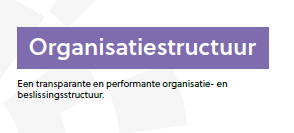 Organisatiestructuur
Een transparante en performante organisatie- en
beslissingsstructuur.